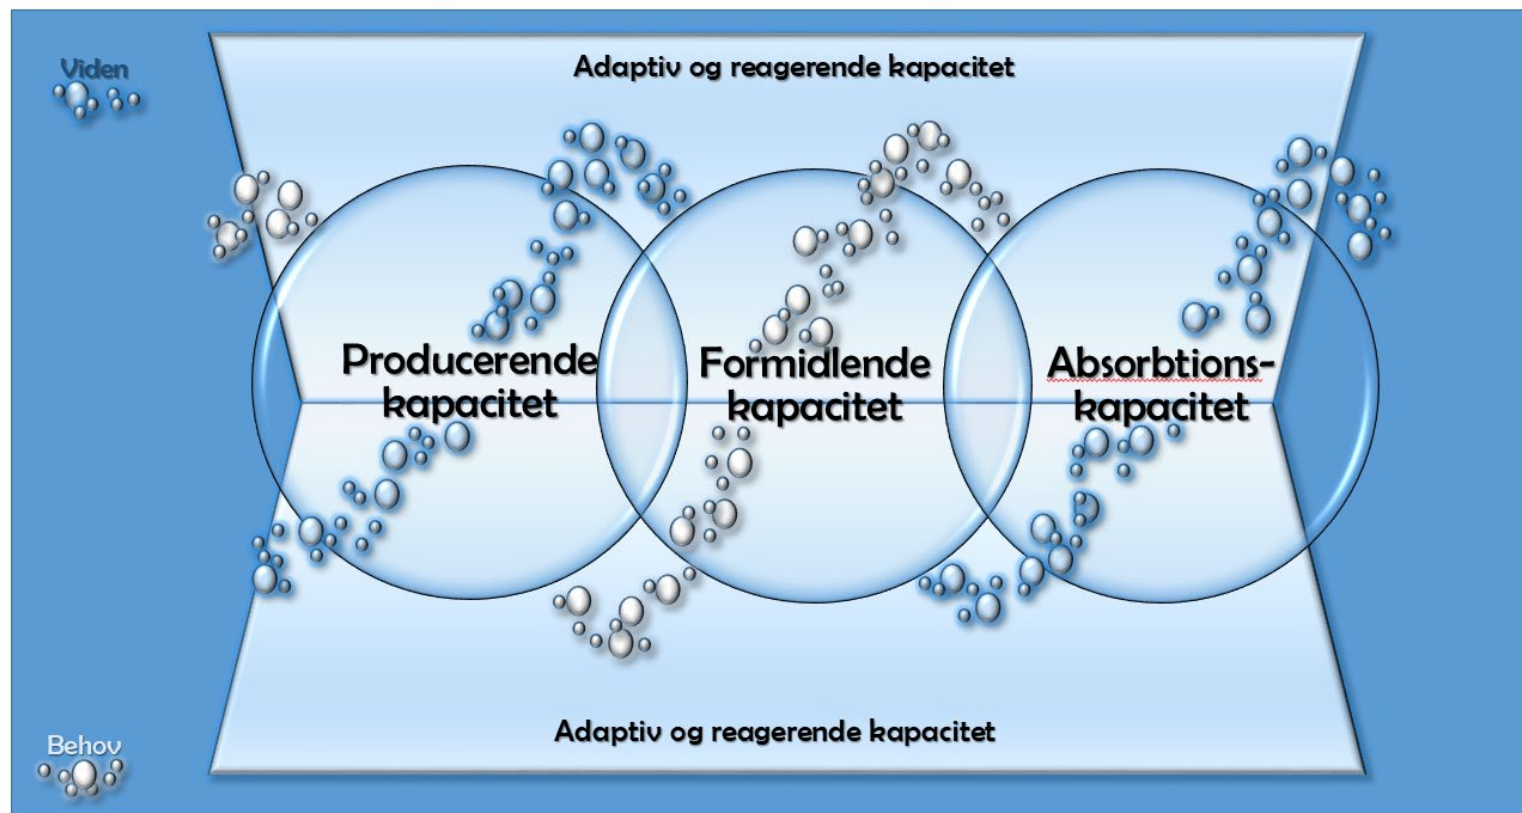 Viden
Adaptiv og reagerende kapacitet
Producerende
kapacitet
Formidlende
kapacitet
Absorbtions-
kapacitet
Adaptiv og reagerende kapacitet
Behov